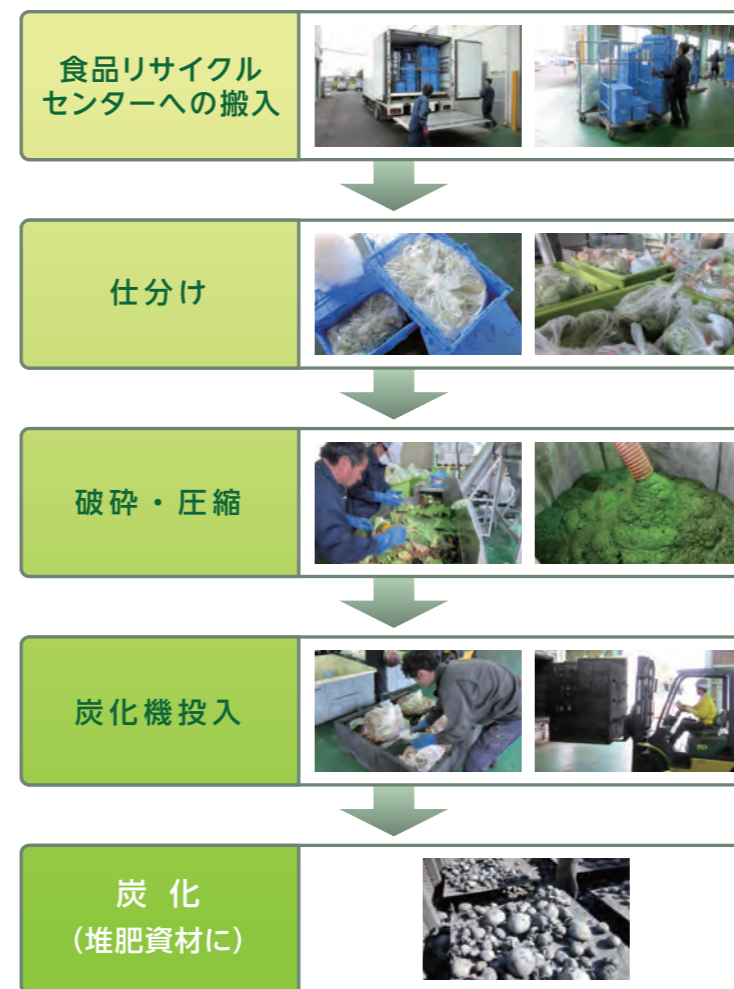 食品リサイクル
センターへの搬入
仕分け
破砕・圧縮
炭化機投入
炭化
(堆肥資材に)